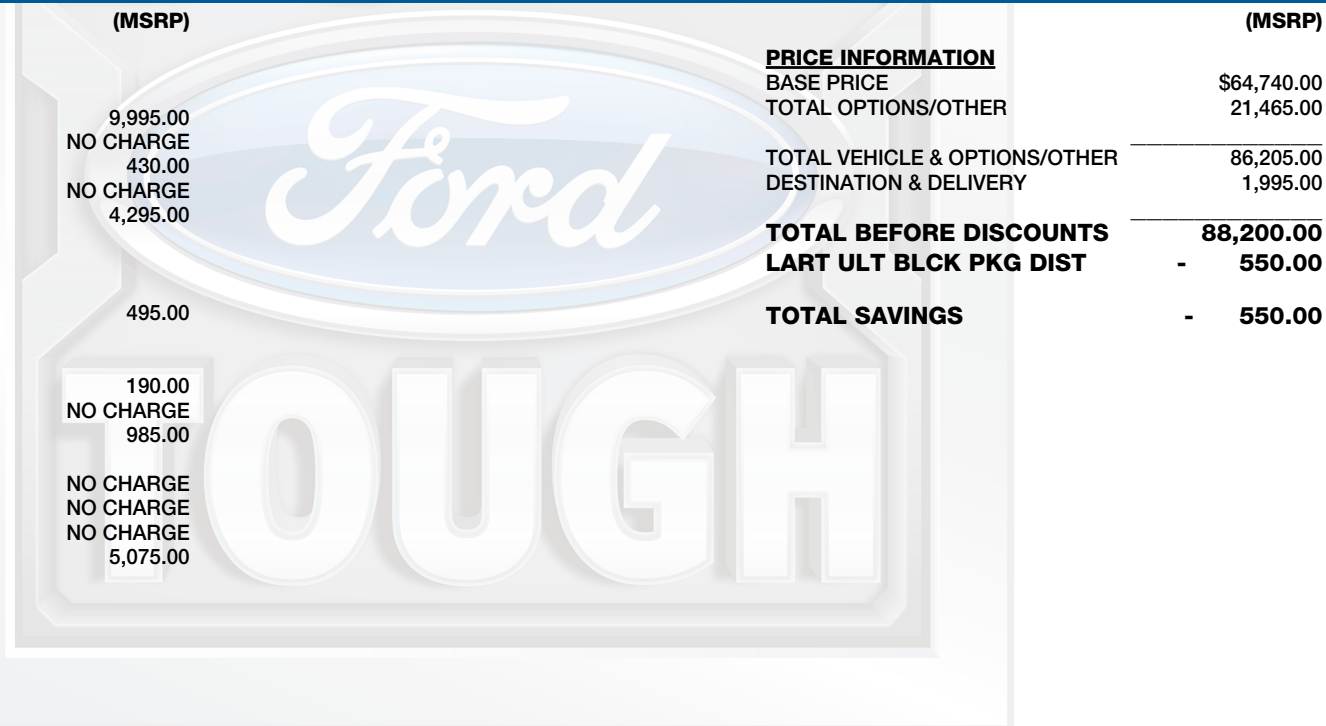 (MSRP)
9,995.00
NO CHARGE
430.00
NO CHARGE
4,295.00
495.00
190.00
NO CHARGE
985.00
NO CHARGE
NO CHARGE
NO CHARGE
5,075.00
Ford
TOUGH
(MSRP)
PRICE INFORMATION
BASE PRICE $64,740.00
TOTAL OPTIONS/OTHER 21,465.00
TOTAL VEHICLE & OPTIONS/OTHER 86,205.00
DESTINATION & DELIVERY 1,995.00
TOTAL BEFORE DISCOUNTS 88,200.00
LART ULT BLCK PKG DIST - 550.00
TOTAL SAVINGS - 550.00